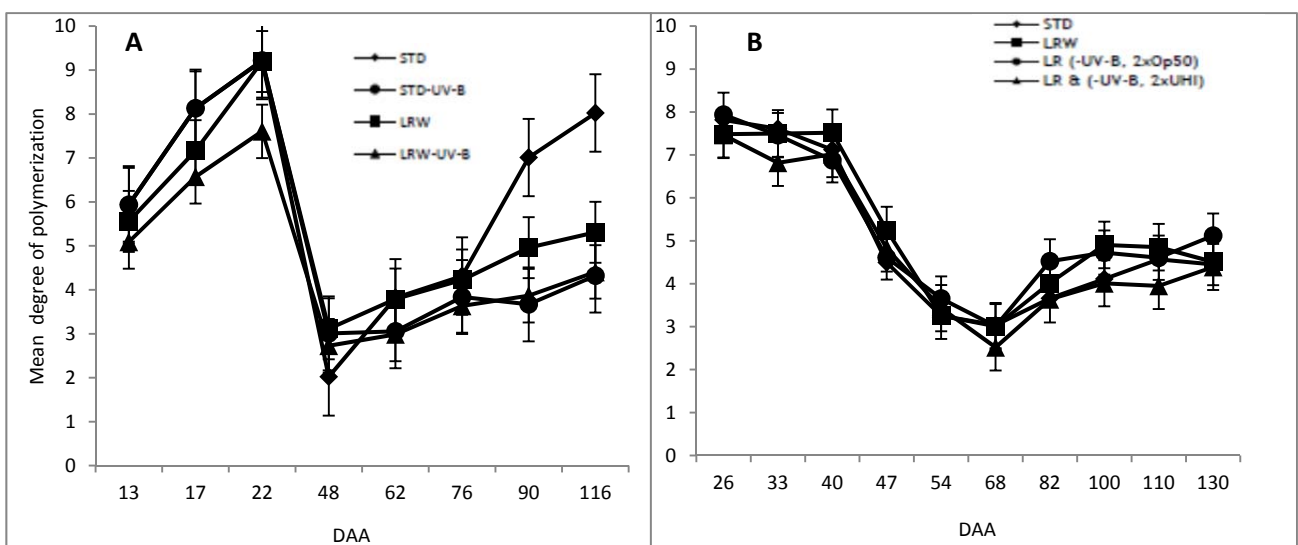 A
Mean degree of polymerization
10
9
8
7
6
5
4
3
2
1
0
STD
STD-UV-B
LRW
LRW-UV-B
13 17 22 48 62 76 90 116
DAA
B
10
9
8
7
6
5
4
3
2
1
0
STD
LRW
LR (-UV-B, 2xOp50)
LR & (-UV-B, 2xUHI)
26 33 40 47 54 68 82 100 110 130
DAA